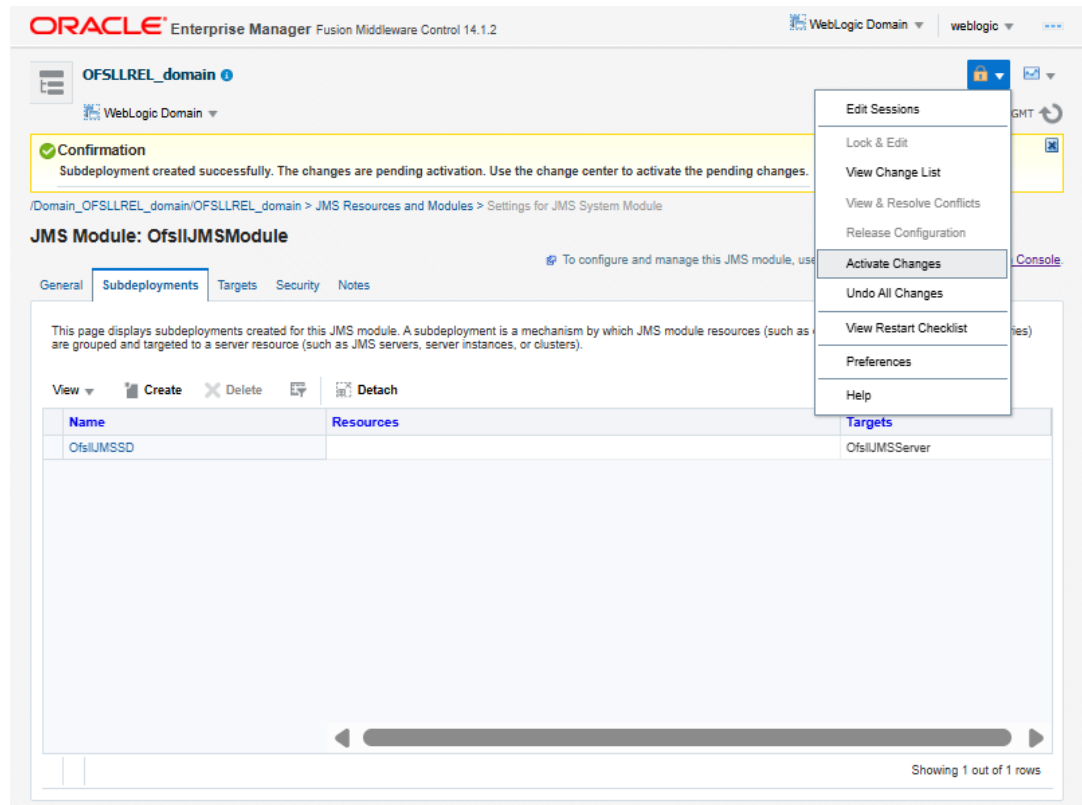 ORACLE Enterprise Manager Fusion Middleware Control 14.1.2
WebLogic Domain
weblogic
OFSLLREL_domain
WebLogic Domain
GMT
Confirmation
Subdeployment created successfully. The changes are pending activation. Use the change center to activate the pending changes.
/Domain_OFSLLREL_domain/OFSLLREL_domain > JMS Resources and Modules > Settings for JMS System Module
JMS Module: OfsllJMSModule
To configure and manage this JMS module, use
Console.
General
Subdeployments
Targets
Security
Notes
This page displays subdeployments created for this JMS module. A subdeployment is a mechanism by which JMS module resources (such as
are grouped and targeted to a server resource (such as JMS servers, server instances, or clusters).
View
Create
Delete
Detach
Name
Resources
Targets
OfsllJMSSD
OfsllJMSServer
Showing 1 out of 1 rows
Edit Sessions
Lock & Edit
View Change List
View & Resolve Conflicts
Release Configuration
Activate Changes
Undo All Changes
View Restart Checklist
Preferences
Help